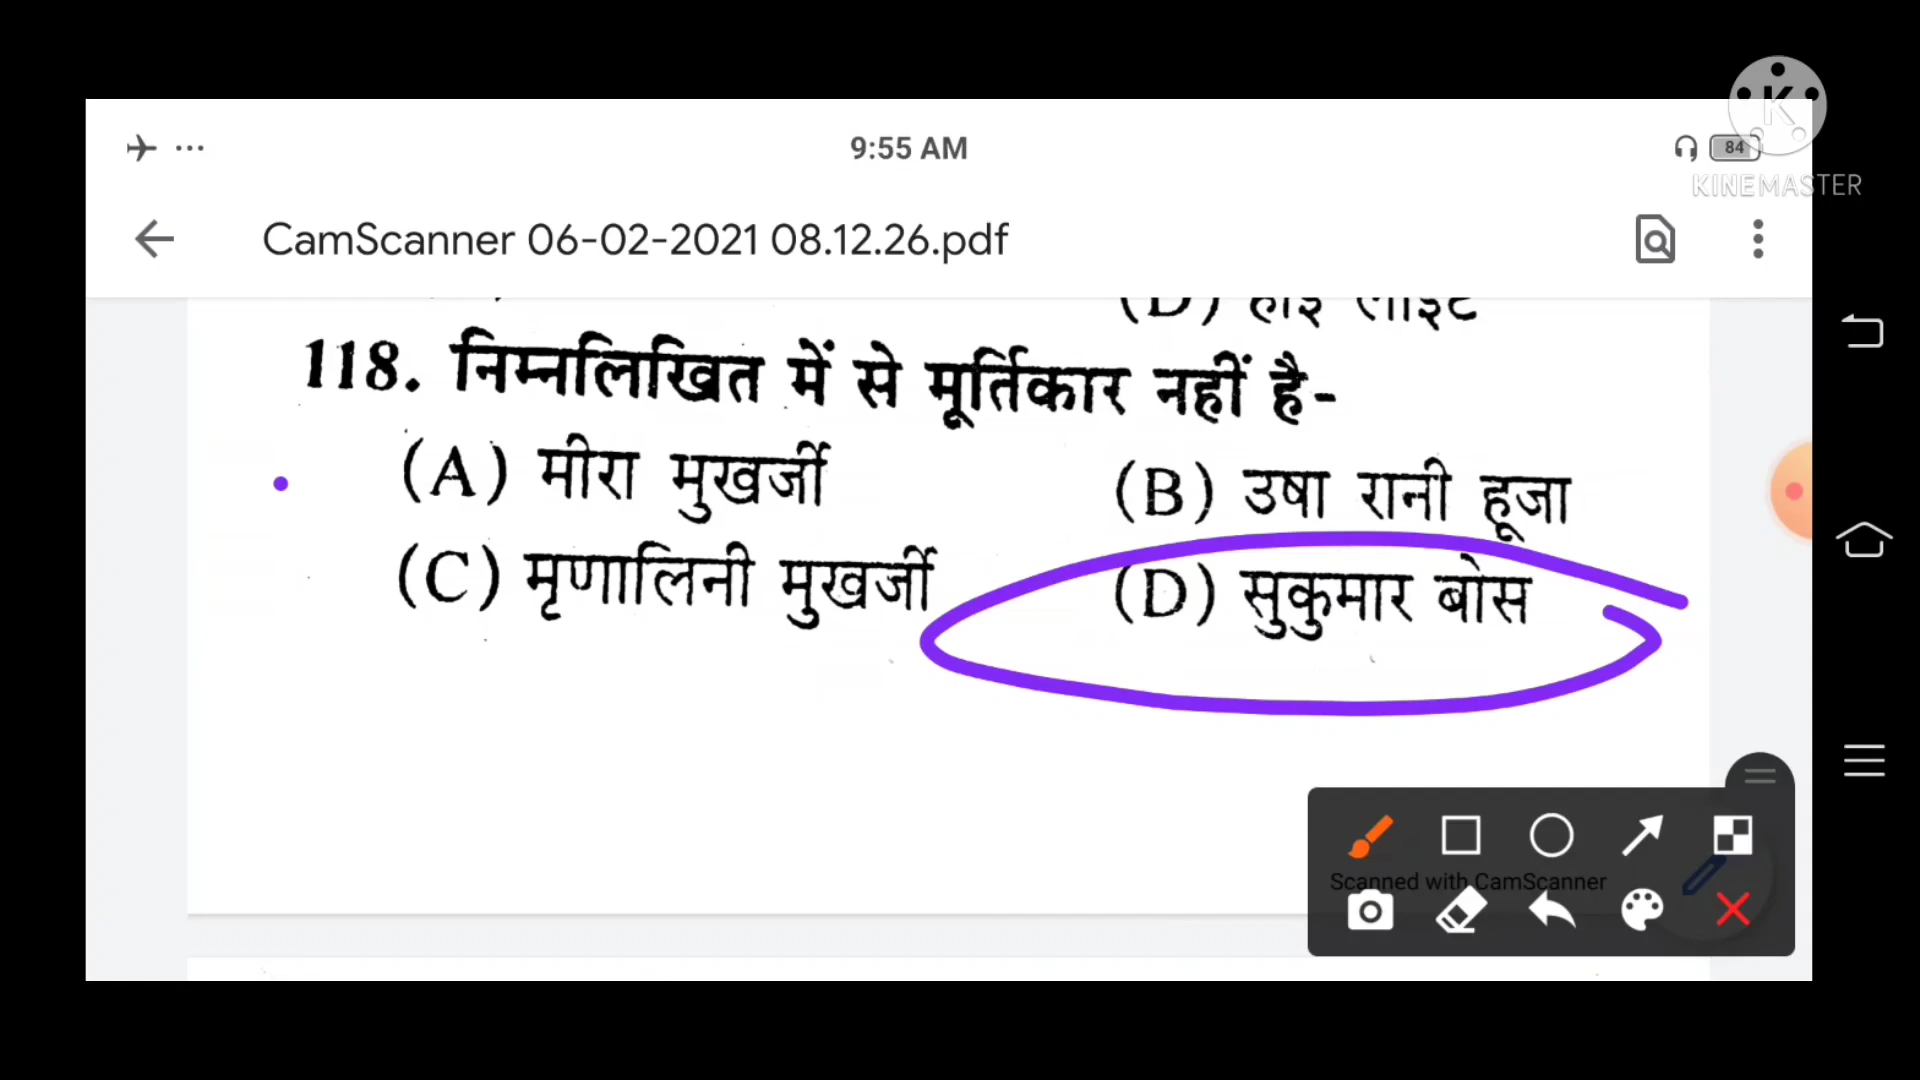 9:55 AM
84
K
KINEMASTER
CamScanner 06-02-2021 08.12.26.pdf
(D) हाई लाइट
118. निम्नलिखित में से मूर्तिकार नहीं है-
(A) मीरा मुखर्जी (B) उषा रानी हूजा
(C) मृणालिनी मुखर्जी (D) सुकुमार बोस
Scanned with CamScanner